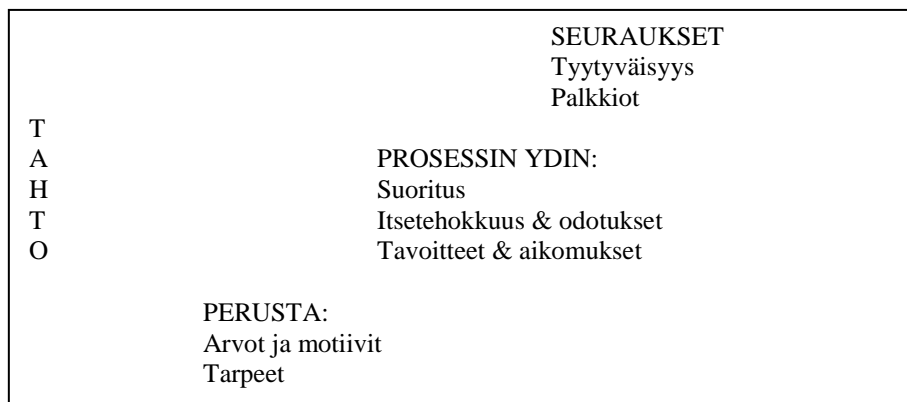 SEURAUKSET
Tyytyväisyys
Palkkiot
T
A
H
T
O
PROSESSIN YDIN:
Suoritus
Itsetehokkuus & odotukset
Tavoitteet & aikomukset
PERUSTA:
Arvot ja motiivit
Tarpeet